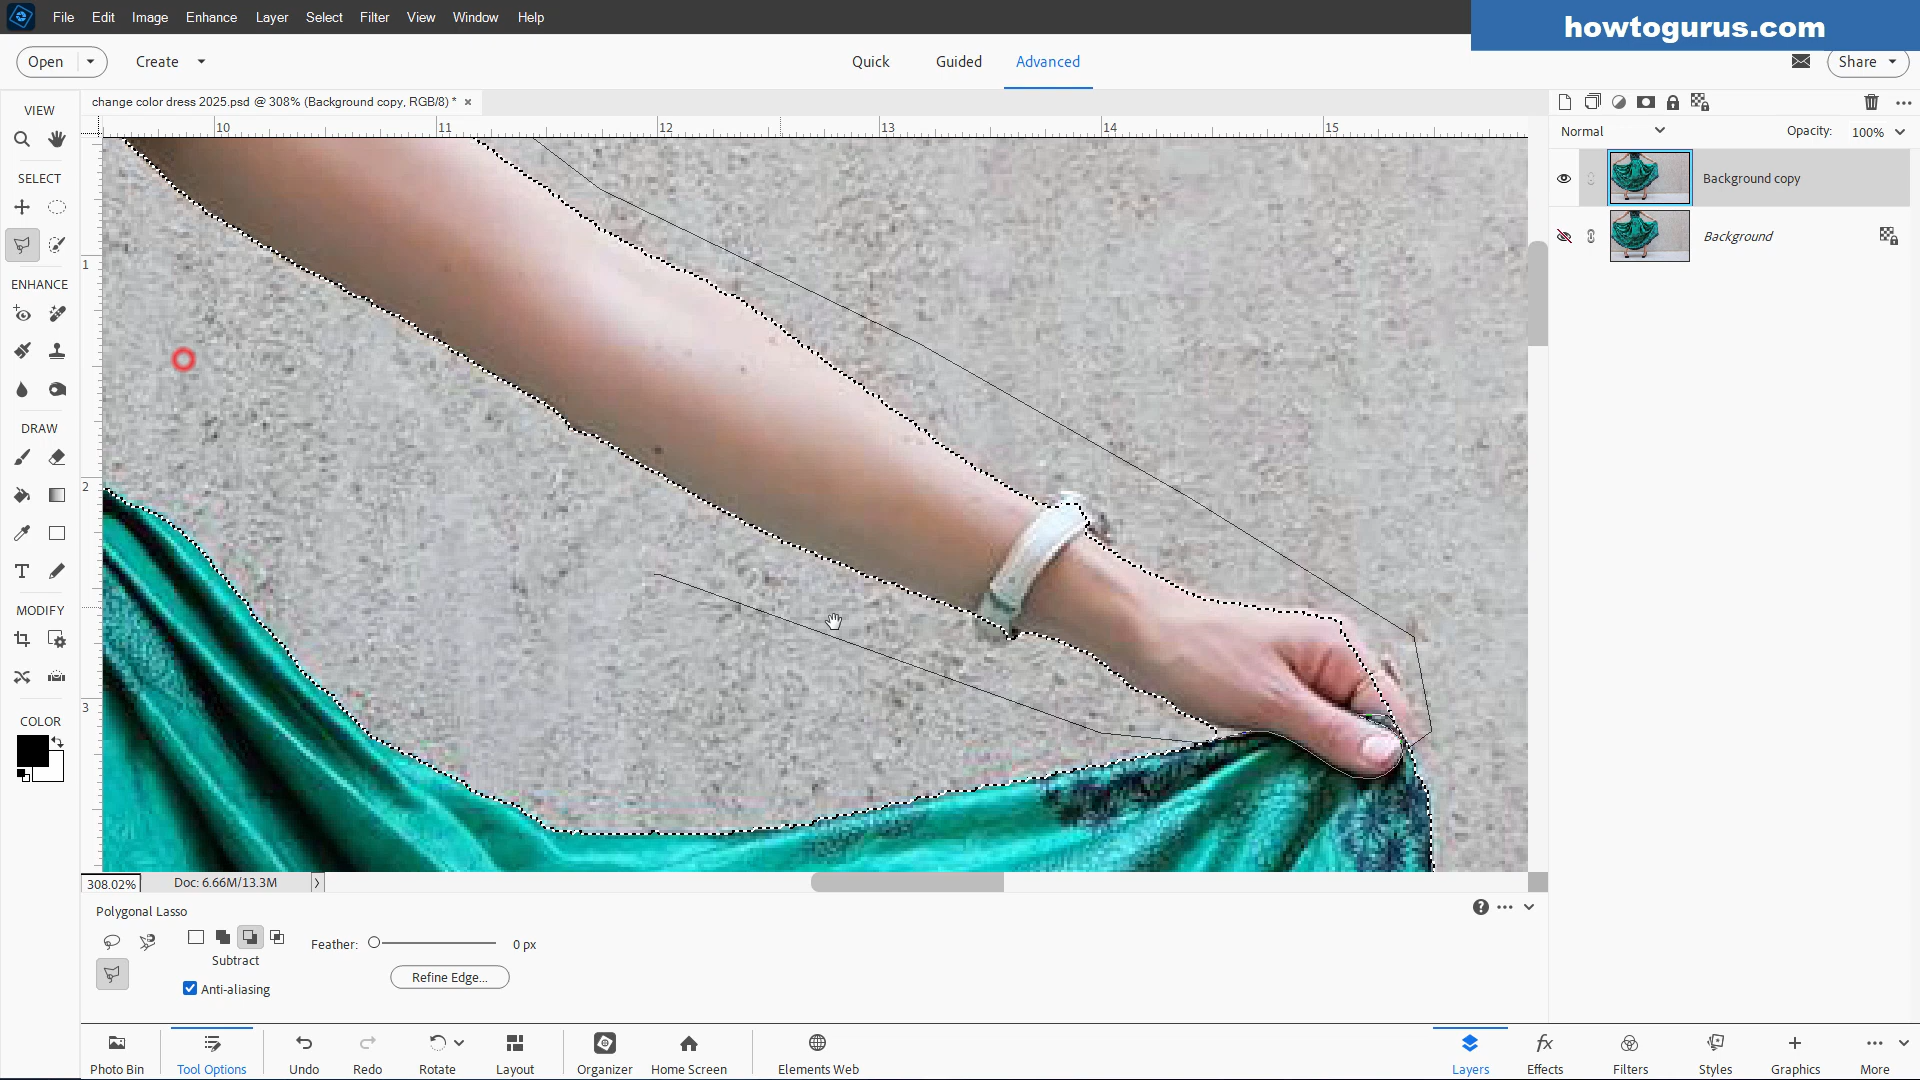 File Edit Image Enhance Layer Select Filter View Window Help
howtogurus.com
Open Create Quick Guided Advanced Share
VIEW
change color dress 2025.psd @ 308% (Background copy, RGB/8) *
10 11 12 13 14 15
Normal Opacity: 100%
SELECT
Background copy
Background
1
ENHANCE
DRAW
2
MODIFY
3
COLOR
308.02% Doc: 6.66M/13.3M
Polygonal Lasso
Feather: 0 px
Subtract
Refine Edge...
Anti-aliasing
Photo Bin Tool Options Undo Redo Rotate Layout Organizer Home Screen Elements Web Layers Effects Filters Styles Graphics More